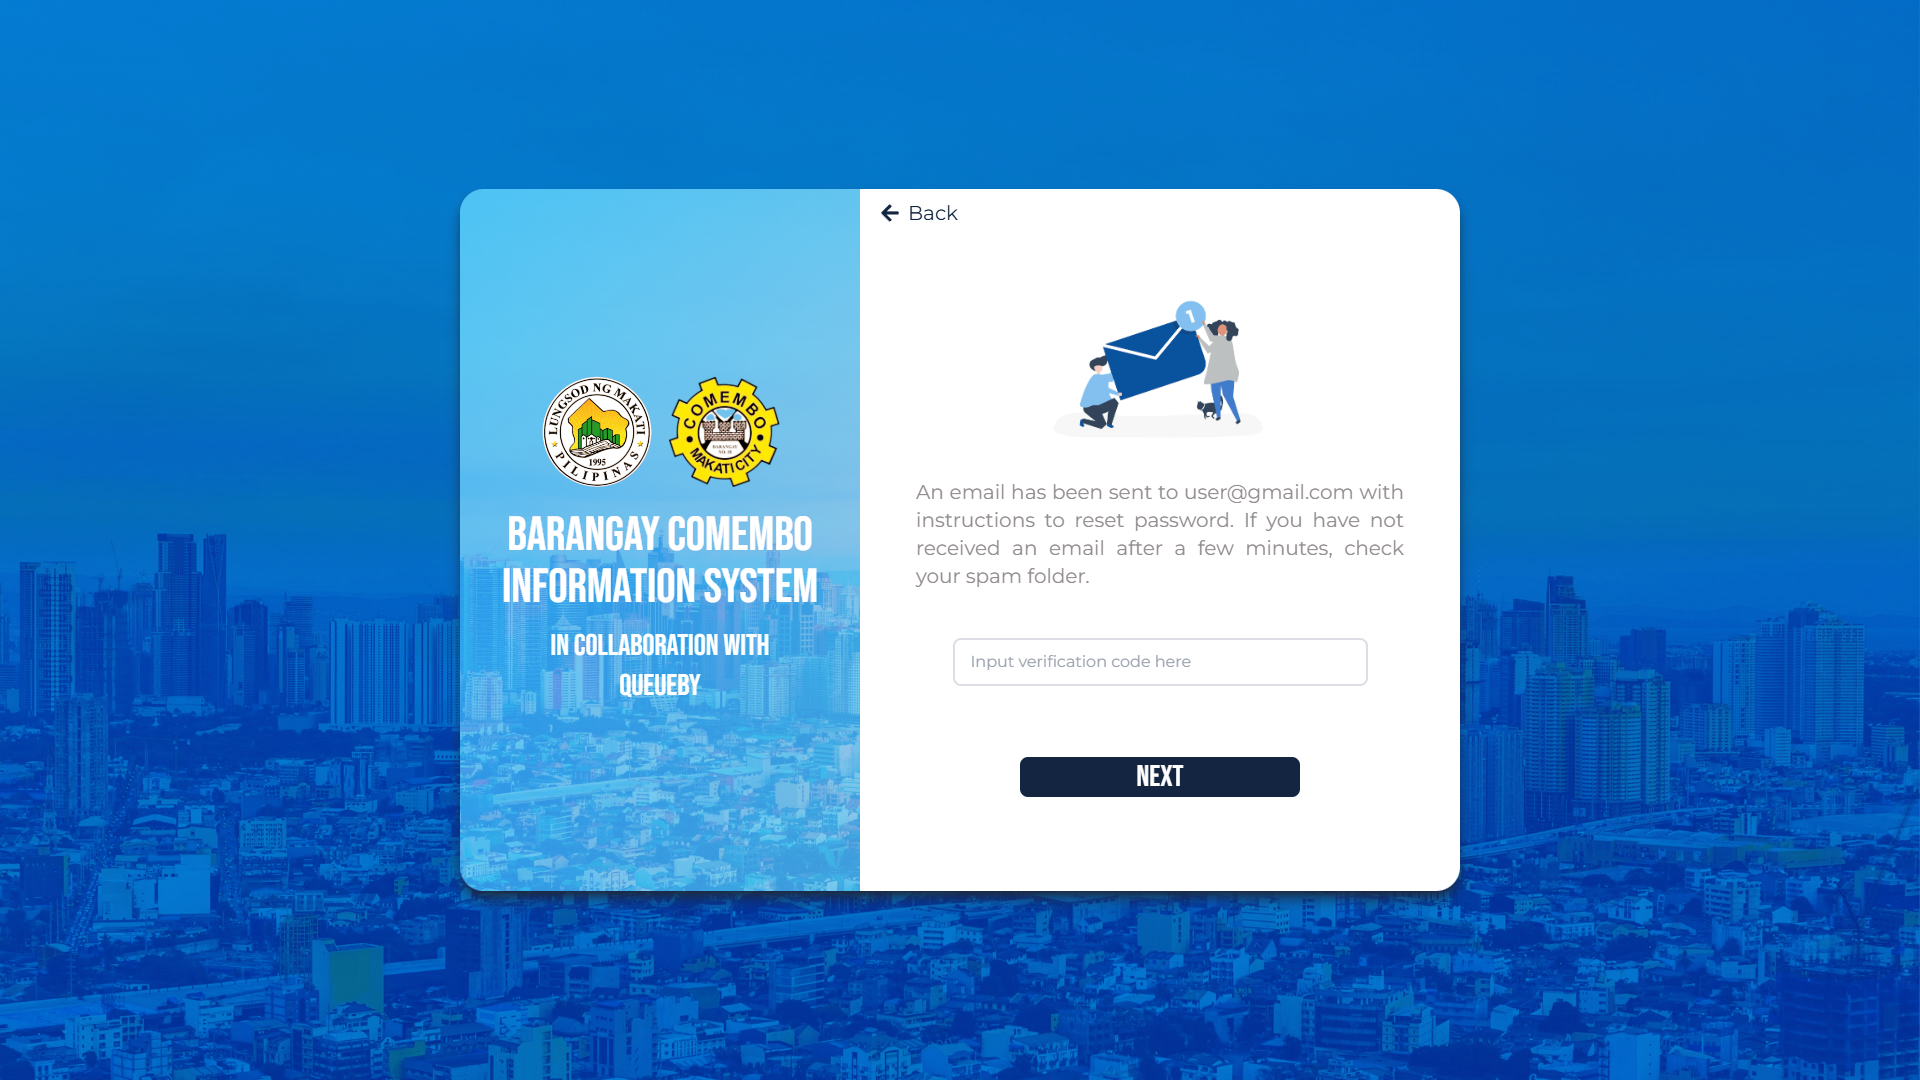 LUNGSOD NG MAKATI
1995
PILIPINAS
COMEMBO
BARANGAY
MAKATI CITY
BARANGAY COMEMBO
INFORMATION SYSTEM
IN COLLABORATION WITH
QUEUEBY
Back
1
An email has been sent to user@gmail.com with
instructions to reset password. If you have not
received an email after a few minutes, check
your spam folder.
Input verification code here
NEXT